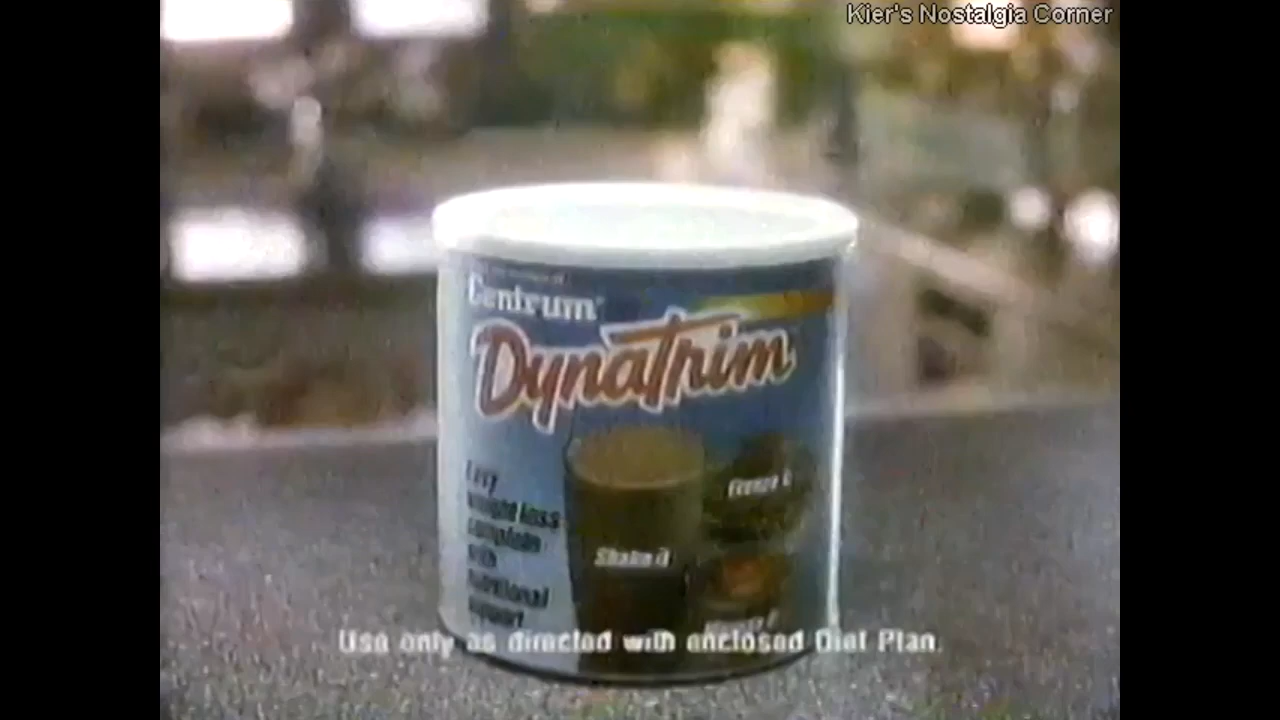 Kier's Nostalgia Corner
Centrum®
DynaTrim
Easy
weight loss
complete
with
nutritional
support
Freeze it
Shake it
Use only as directed with enclosed Diet Plan.